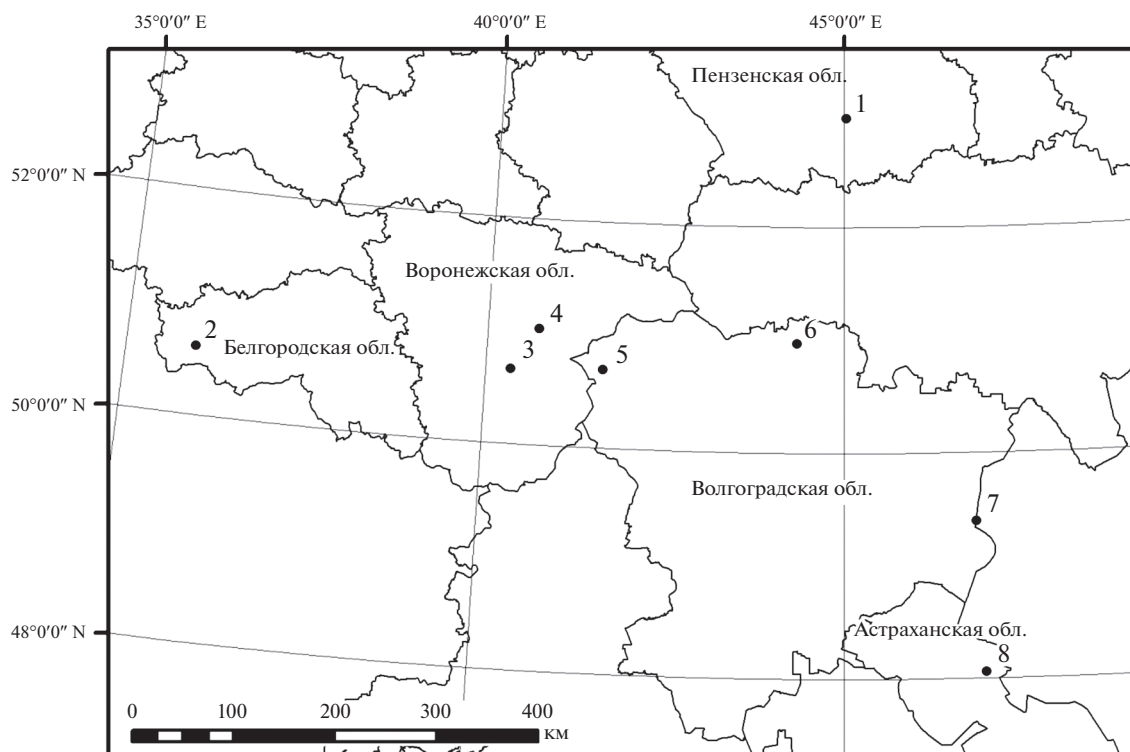 35°0′0″ E 40°0′0″ E 45°0′0″ E
Пензенская обл.
1
52°0′0″ N
Воронежская обл.
4
2
Белгородская обл.
3
5
6
50°0′0″ N
Волгоградская обл.
7
48°0′0″ N
Астраханская обл.
8
0 100 200 300 400
км